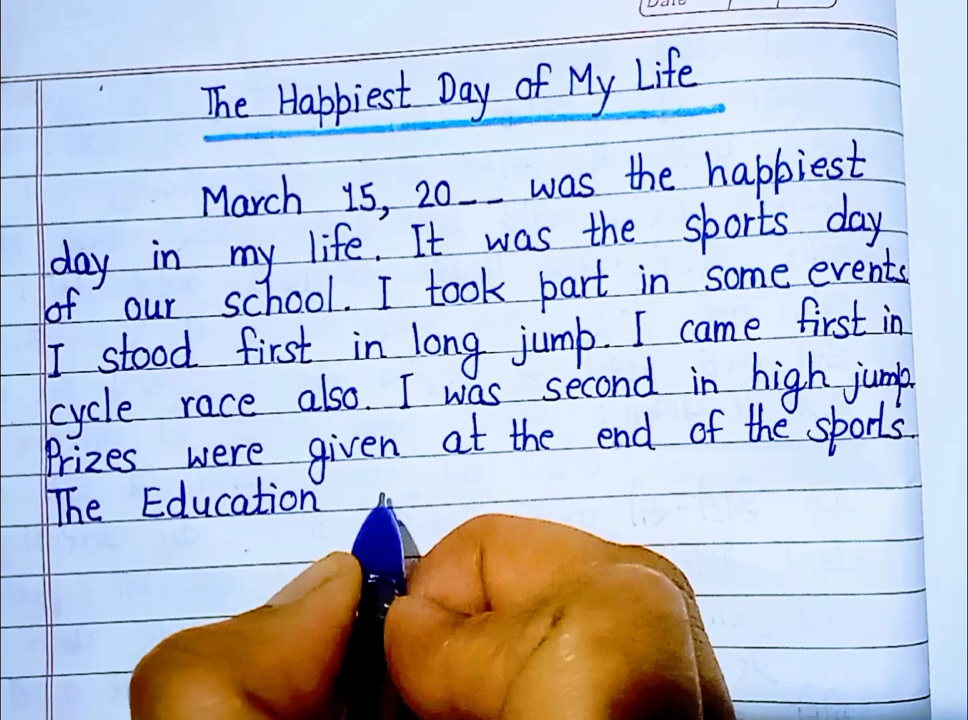 Date
The Happiest Day of My Life
March 15, 20__ was the happiest
day in my life. It was the sports day
of our school. I took part in some events.
I stood first in long jump. I came first in
cycle race also. I was second in high jump.
Prizes were given at the end of the sports.
The Education